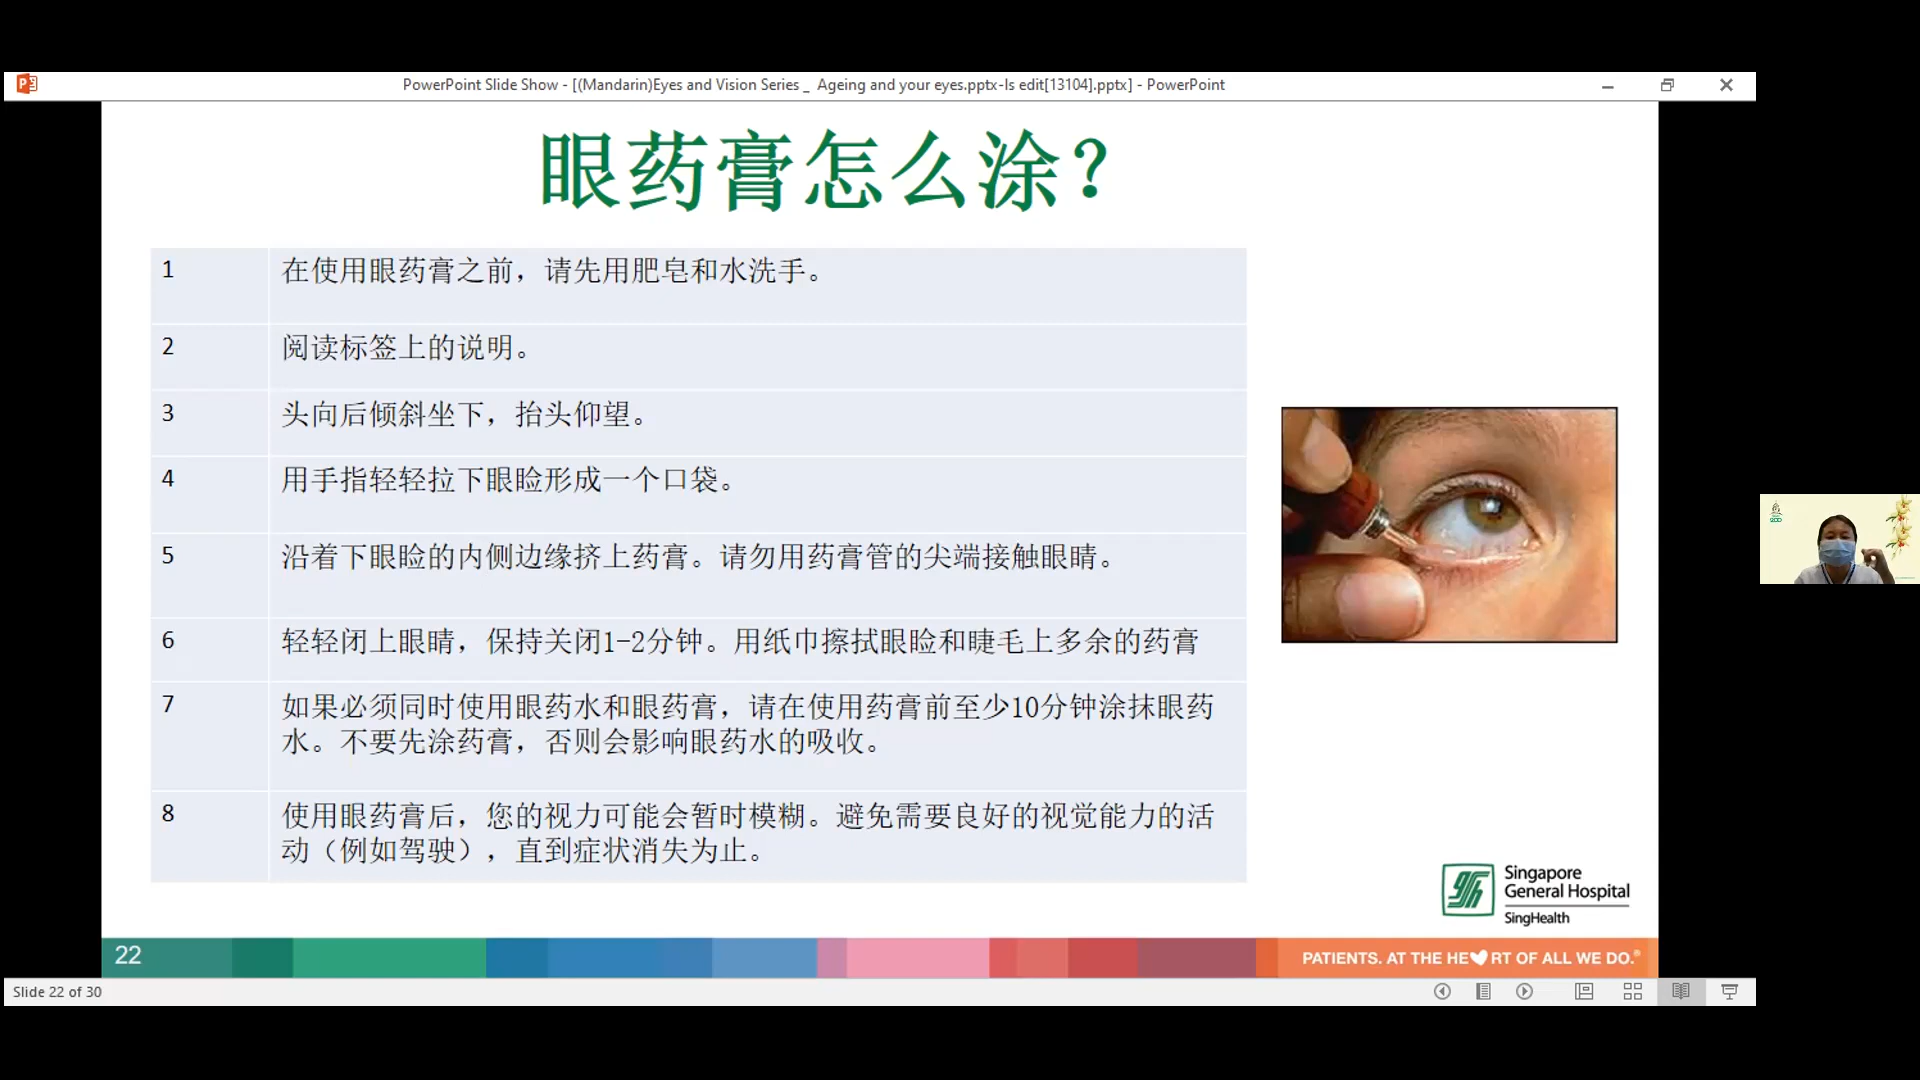 PowerPoint Slide Show - [(Mandarin)Eyes and Vision Series _ Ageing and your eyes.pptx-ls edit[13104].pptx] - PowerPoint
眼药膏怎么涂？
1 在使用眼药膏之前，请先用肥皂和水洗手。
2 阅读标签上的说明。
3 头向后倾斜坐下，抬头仰望。
4 用手指轻轻拉下眼睑形成一个口袋。
5 沿着下眼睑的内侧边缘挤上药膏。请勿用药膏管的尖端接触眼睛。
6 轻轻闭上眼睛，保持关闭1-2分钟。用纸巾擦拭眼睑和睫毛上多余的药膏
7 如果必须同时使用眼药水和眼药膏，请在使用药膏前至少10分钟涂抹眼药
水。不要先涂药膏，否则会影响眼药水的吸收。
8 使用眼药膏后，您的视力可能会暂时模糊。避免需要良好的视觉能力的活
动（例如驾驶），直到症状消失为止。
Singapore
General Hospital
SingHealth
22
PATIENTS. AT THE HE RT OF ALL WE DO.®
Slide 22 of 30